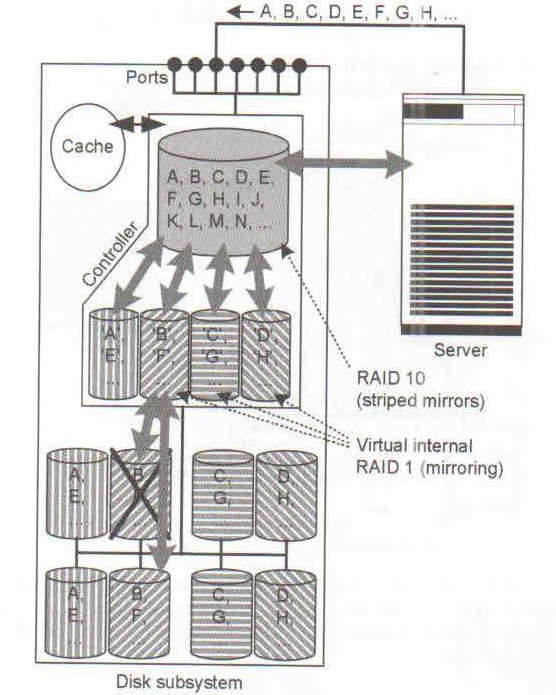 A, B, C, D, E, F, G, H, ...
Ports
Cache
A, B, C, D, E,
F, G, H, I, J,
K, L, M, N, ...
Controller
'A'
'E',
...
'B',
'F',
...
'C',
'G',
...
'D',
'H',
...
Server
RAID 10
(striped mirrors)
Virtual internal
RAID 1 (mirroring)
A,
E,
...
B
C,
G,
...
D
H,
...
A,
E,
...
B,
F,
...
C,
G,
...
D,
H,
...
Disk subsystem